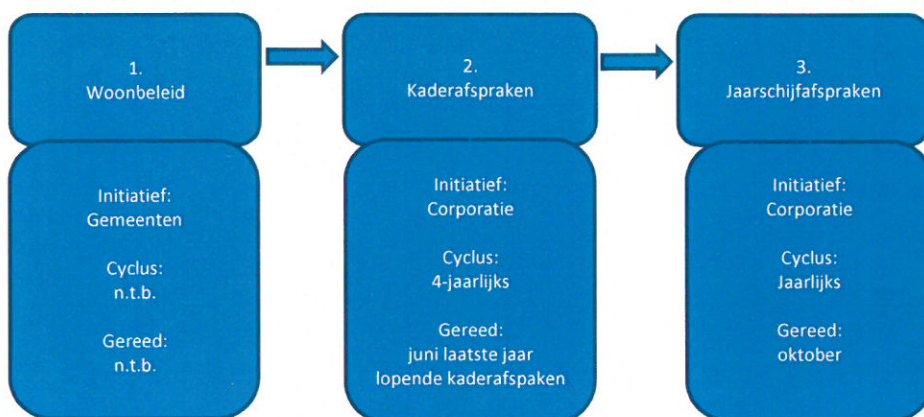 1.
Woonbeleid
2.
Kaderafspraken
3.
Jaarschijfafspraken
Initiatief:
Gemeenten
Cyclus:
n.t.b.
Gereed:
n.t.b.
Initiatief:
Corporatie
Cyclus:
4-jaarlijks
Gereed:
juni laatste jaar
lopende kaderafspaken
Initiatief:
Corporatie
Cyclus:
Jaarlijks
Gereed:
oktober